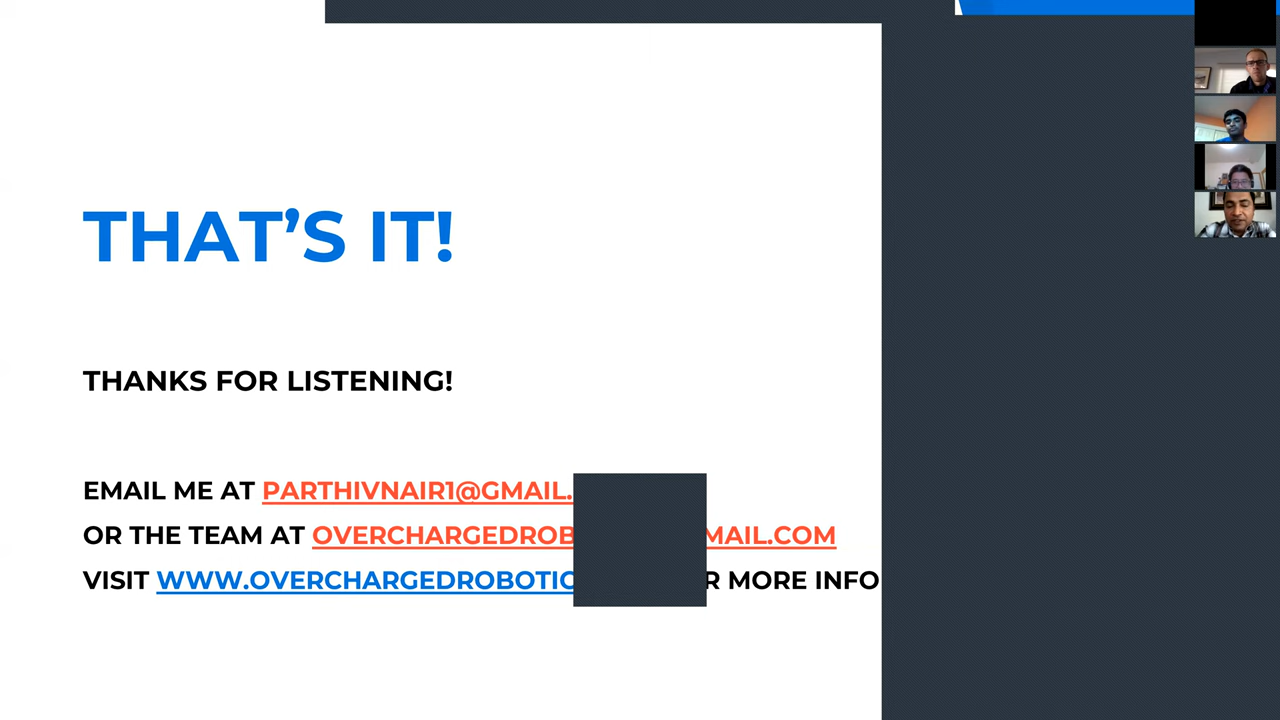 THAT'S IT!
THANKS FOR LISTENING!
EMAIL ME AT PARTHIVNAIR1@GMAIL.
OR THE TEAM AT OVERCHARGEDROB MAIL.COM
VISIT WWW.OVERCHARGEDROBOTIC R MORE INFO